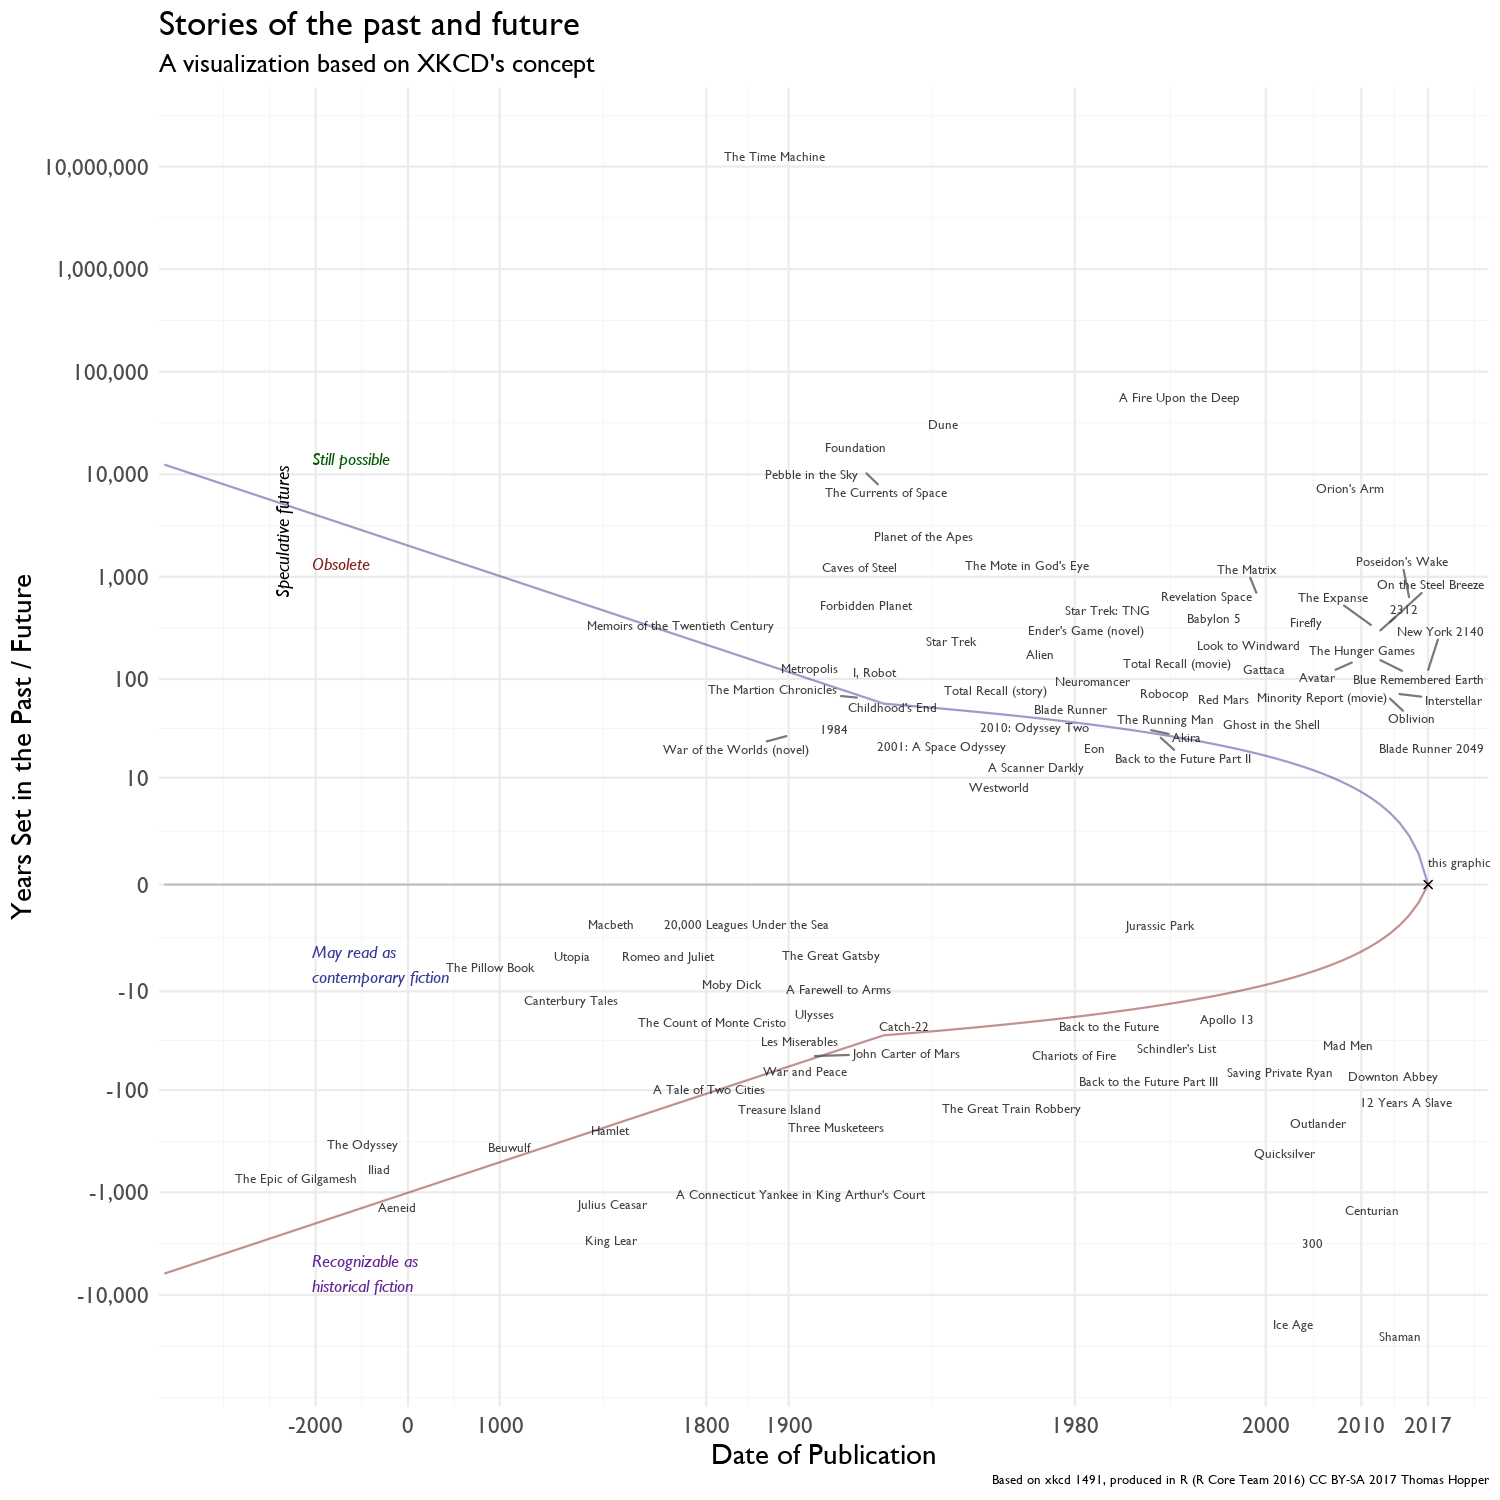 Stories of the past and future
A visualization based on XKCD's concept
Years Set in the Past / Future
10,000,000
1,000,000
100,000
10,000
1,000
100
10
0
-10
-100
-1,000
-10,000
The Time Machine
A Fire Upon the Deep
Dune
Foundation
Still possible
Speculative futures
Pebble in the Sky
The Currents of Space
Orion's Arm
Planet of the Apes
Obsolete
Caves of Steel
The Mote in God's Eye
The Matrix
Poseidon's Wake
On the Steel Breeze
Revelation Space
The Expanse
Forbidden Planet
Star Trek: TNG
2312
Babylon 5
Firefly
Memoirs of the Twentieth Century
Ender's Game (novel)
New York 2140
Star Trek
Look to Windward
The Hunger Games
Alien
Total Recall (movie)
Metropolis
I, Robot
Gattaca
Avatar
Blue Remembered Earth
Neuromancer
The Martion Chronicles
Total Recall (story)
Robocop
Red Mars
Minority Report (movie)
Interstellar
Childhood's End
Blade Runner
The Running Man
Oblivion
1984
2010: Odyssey Two
Ghost in the Shell
Akira
War of the Worlds (novel)
2001: A Space Odyssey
Eon
Blade Runner 2049
Back to the Future Part II
A Scanner Darkly
Westworld
this graphic
Macbeth
20,000 Leagues Under the Sea
Jurassic Park
May read as
contemporary fiction
Utopia
Romeo and Juliet
The Great Gatsby
The Pillow Book
Moby Dick
A Farewell to Arms
Canterbury Tales
Ulysses
The Count of Monte Cristo
Catch-22
Back to the Future
Apollo 13
Les Miserables
John Carter of Mars
Chariots of Fire
Schindler's List
Mad Men
War and Peace
Saving Private Ryan
Downton Abbey
Back to the Future Part III
A Tale of Two Cities
12 Years A Slave
Treasure Island
The Great Train Robbery
Three Musketeers
Outlander
Hamlet
The Odyssey
Beuwulf
Quicksilver
Iliad
The Epic of Gilgamesh
A Connecticut Yankee in King Arthur's Court
Aeneid
Julius Ceasar
Centurian
King Lear
300
Recognizable as
historical fiction
Ice Age
Shaman
-2000
0
1000
1800
1900
1980
2000
2010
2017
Date of Publication
Based on xkcd 1491, produced in R (R Core Team 2016) CC BY-SA 2017 Thomas Hopper